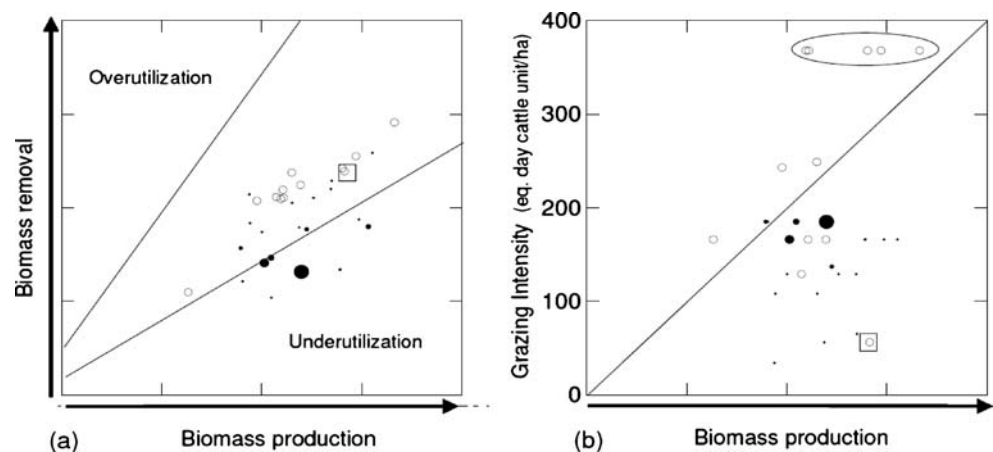 Overutilization
Underutilization
Biomass removal
(a) Biomass production
400
300
200
100
0
Grazing Intensity (eq. day cattle unit/ha)
(b) Biomass production